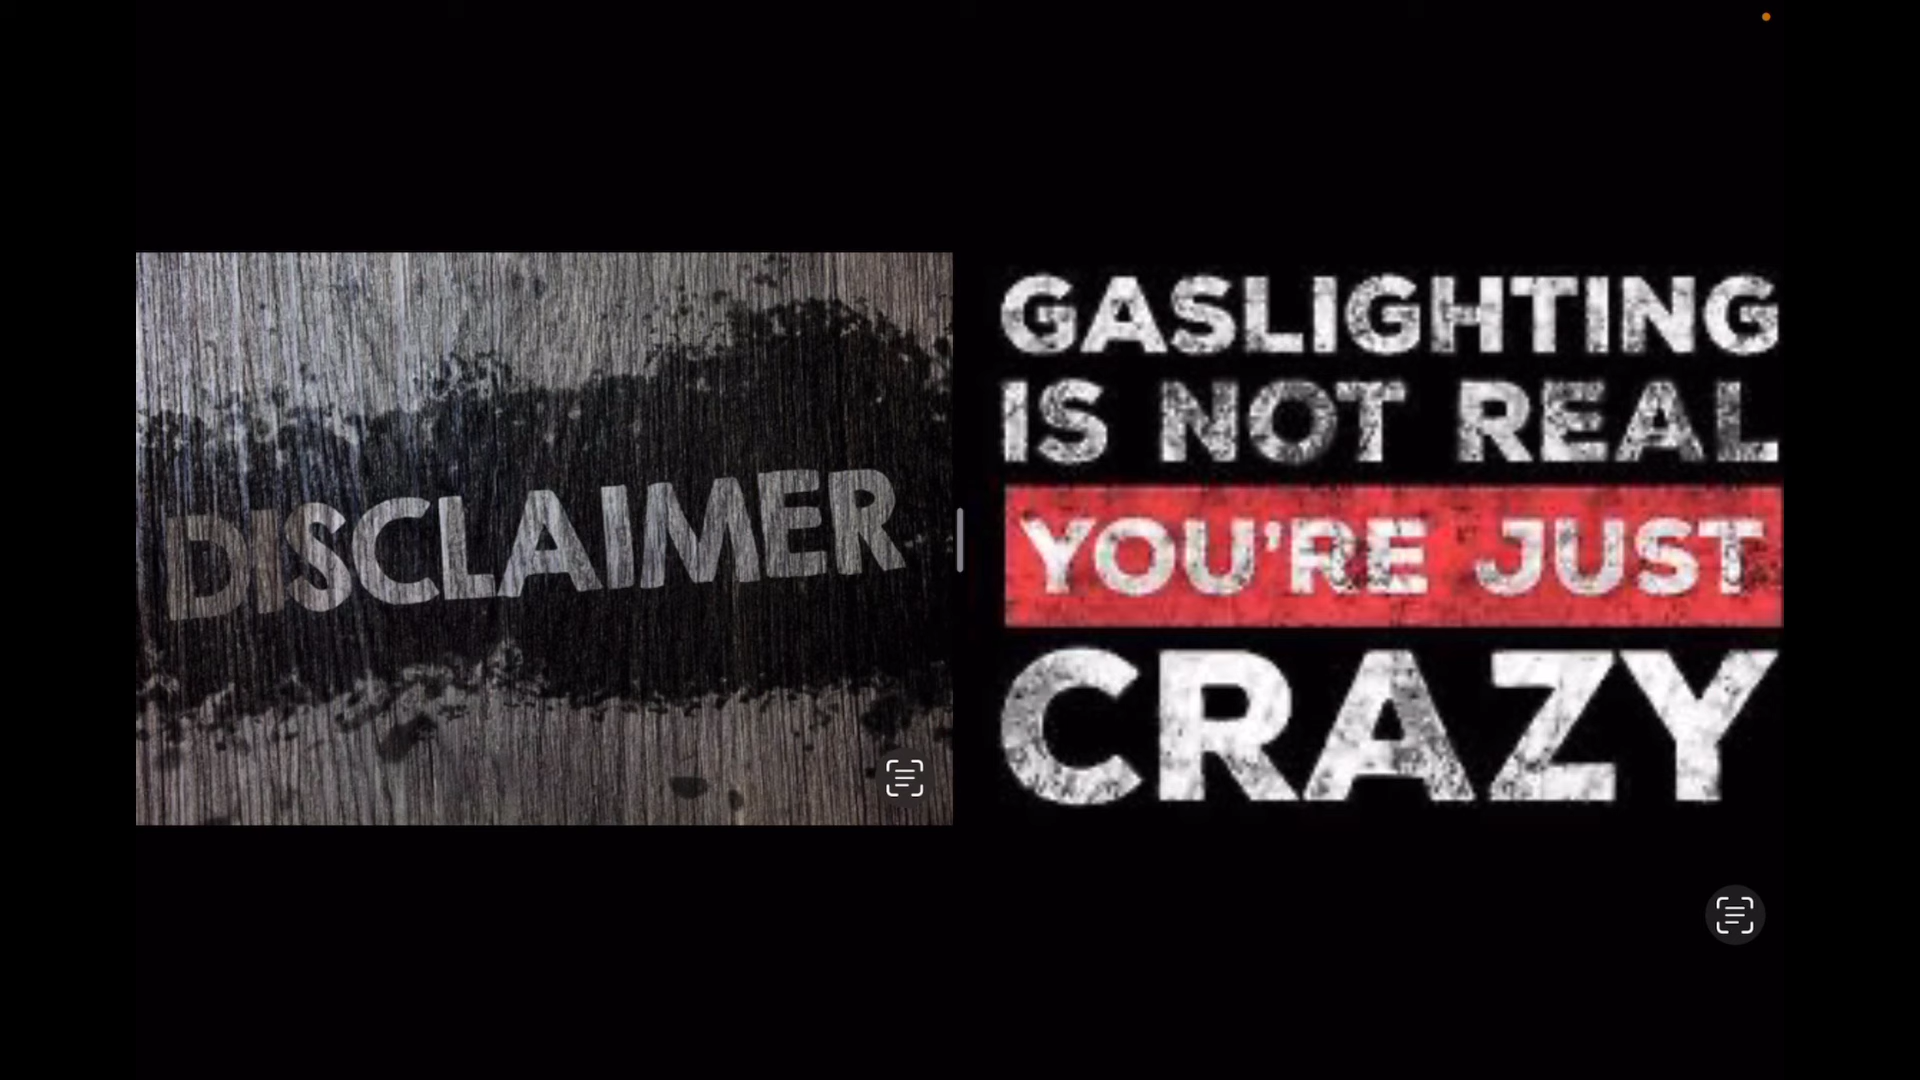 DISCLAIMER
GASLIGHTING
IS NOT REAL
YOU'RE JUST
CRAZY